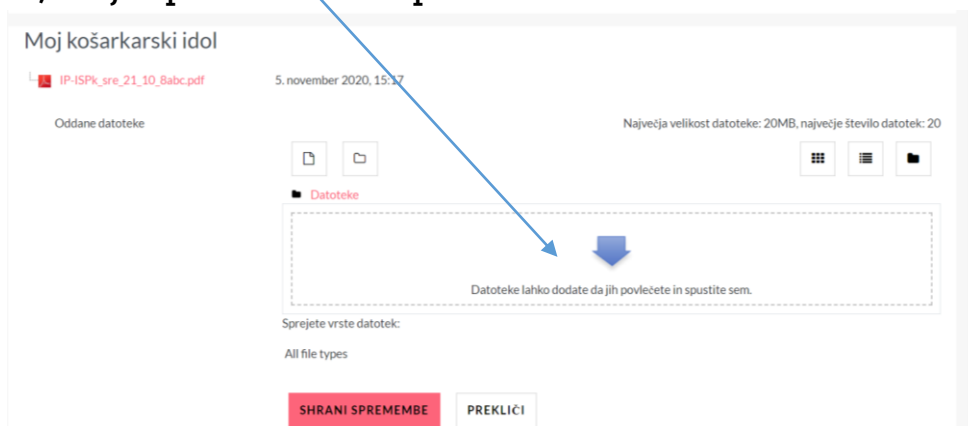 Moj košarkarski idol
IP-ISPk_sre_21_10_8abc.pdf 5. november 2020, 15:17
Oddane datoteke Največja velikost datoteke: 20MB, največje število datotek: 20
Datoteke
Datoteke lahko dodate da jih povlečete in spustite sem.
Sprejete vrste datotek:
All file types
SHRANI SPREMEMBE PREKLIČI